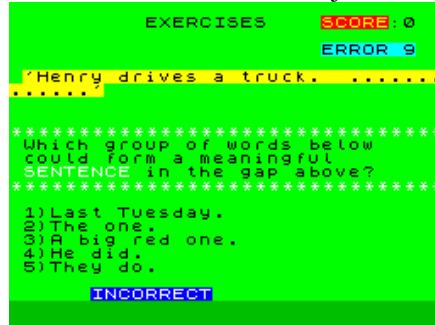 EXERCISES SCORE:0
ERROR 9
'Henry drives a truck. .......
......'
********************************
Which group of words below
could form a meaningful
SENTENCE in the gap above?
********************************
1)Last Tuesday.
2)The one.
3)A big red one.
4)He did.
5)They do.
INCORRECT